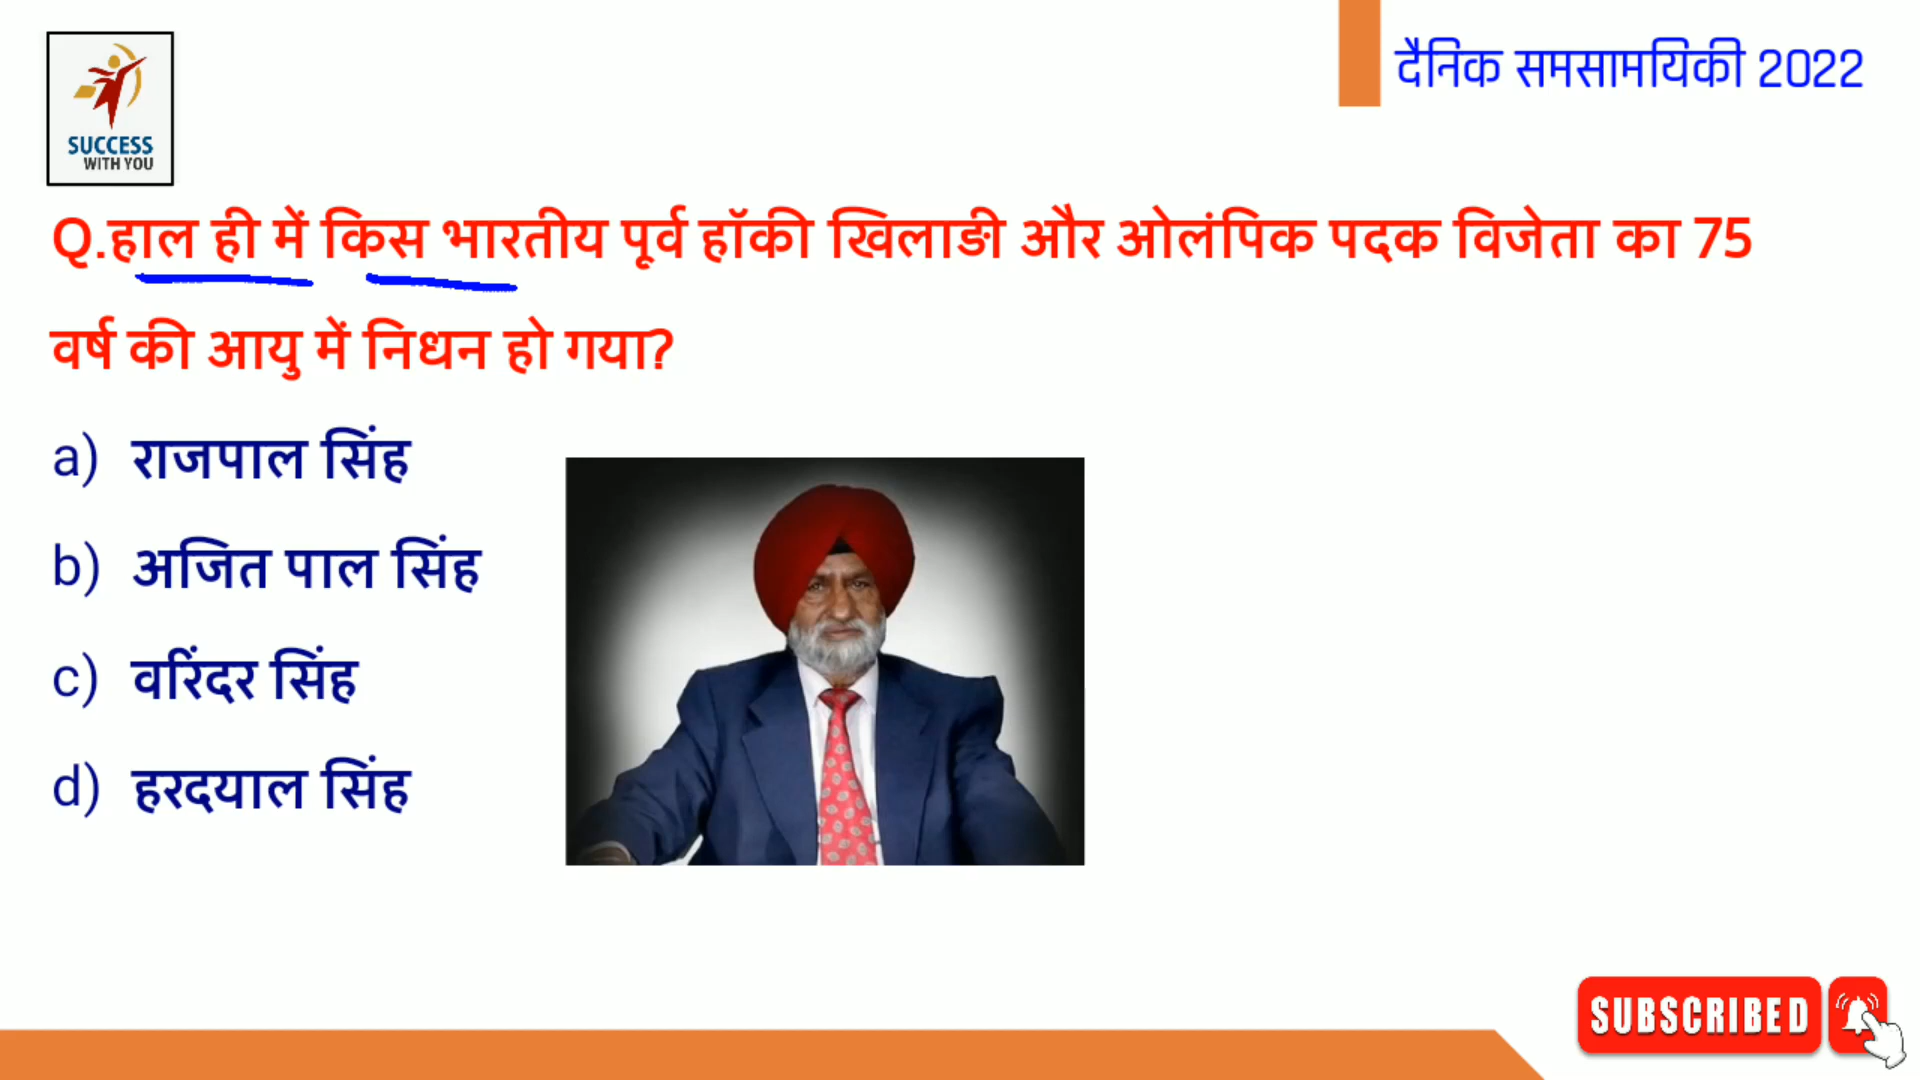 SUCCESS
WITH YOU
दैनिक समसामयिकी 2022
Q.हाल ही में किस भारतीय पूर्व हॉकी खिलाङी और ओलंपिक पदक विजेता का 75
वर्ष की आयु में निधन हो गया?
a) राजपाल सिंह
b) अजित पाल सिंह
c) वरिंदर सिंह
d) हरदयाल सिंह
SUBSCRIBED